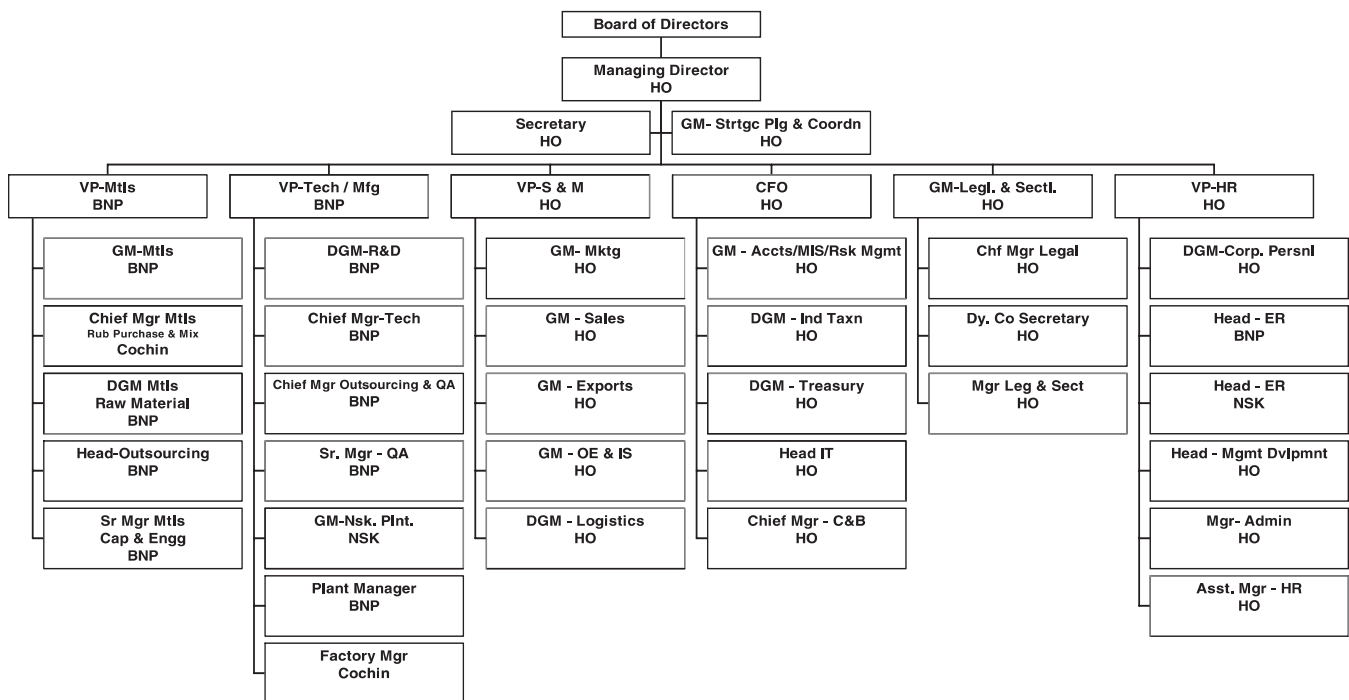 Board of Directors
Managing Director
HO
Secretary
HO
GM- Strtgc Plg & Coordn
HO
VP-Mtls
BNP
GM-Mtls
BNP
Chief Mgr Mtls
Rub Purchase & Mix
Cochin
DGM Mtls
Raw Material
BNP
Head-Outsourcing
BNP
Sr Mgr Mtls
Cap & Engg
BNP
VP-Tech / Mfg
BNP
DGM-R&D
BNP
Chief Mgr-Tech
BNP
Chief Mgr Outsourcing & QA
BNP
Sr. Mgr - QA
BNP
GM-Nsk. Plnt.
NSK
Plant Manager
BNP
Factory Mgr
Cochin
VP-S & M
HO
GM- Mktg
HO
GM - Sales
HO
GM - Exports
HO
GM - OE & IS
HO
DGM - Logistics
HO
CFO
HO
GM - Accts/MIS/Rsk Mgmt
HO
DGM - Ind Taxn
HO
DGM - Treasury
HO
Head IT
HO
Chief Mgr - C&B
HO
GM-Legl. & Sectl.
HO
Chf Mgr Legal
HO
Dy. Co Secretary
HO
Mgr Leg & Sect
HO
VP-HR
HO
DGM-Corp. Persnl
HO
Head - ER
BNP
Head - ER
NSK
Head - Mgmt Dvlpmnt
HO
Mgr- Admin
HO
Asst. Mgr - HR
HO